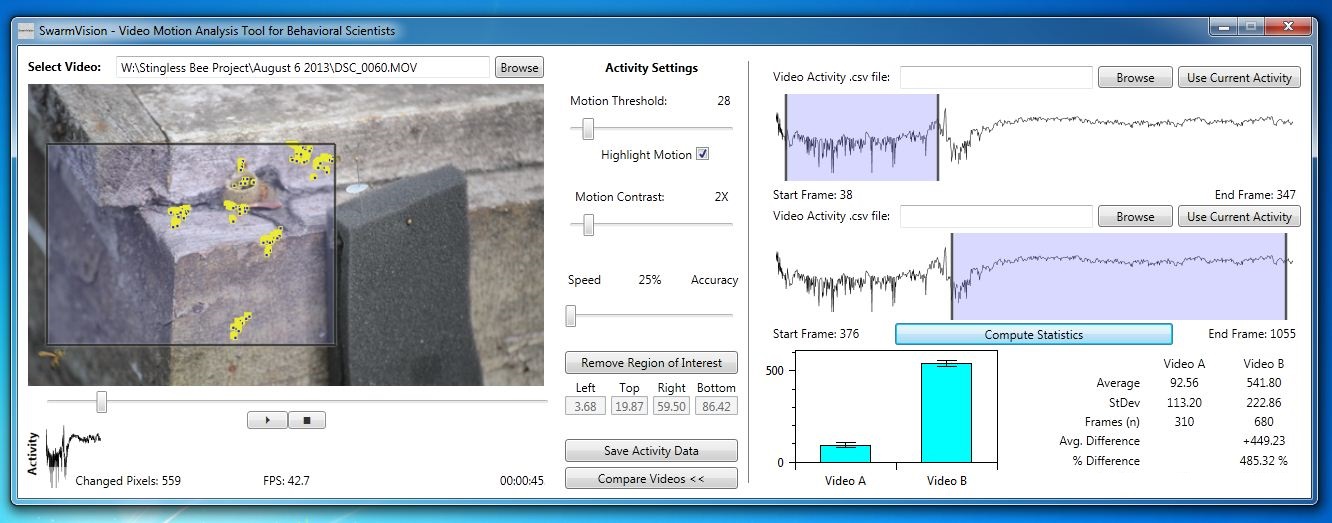 SwarmVision - Video Motion Analysis Tool for Behavioral Scientists
Select Video: W:\Stingless Bee Project\August 6 2013\DSC_0060.MOV Browse
Activity
Changed Pixels: 559 FPS: 42.7 00:00:45
Activity Settings
Motion Threshold: 28
Highlight Motion
Motion Contrast: 2X
Speed 25% Accuracy
Remove Region of Interest
Left Top Right Bottom
3.68 19.87 59.50 86.42
Save Activity Data
Compare Videos <<
Video Activity .csv file: Browse Use Current Activity
Start Frame: 38 End Frame: 347
Video Activity .csv file: Browse Use Current Activity
Start Frame: 376 Compute Statistics End Frame: 1055
500
0
Video A Video B
Video A Video B
Average 92.56 541.80
StDev 113.20 222.86
Frames (n) 310 680
Avg. Difference +449.23
% Difference 485.32 %